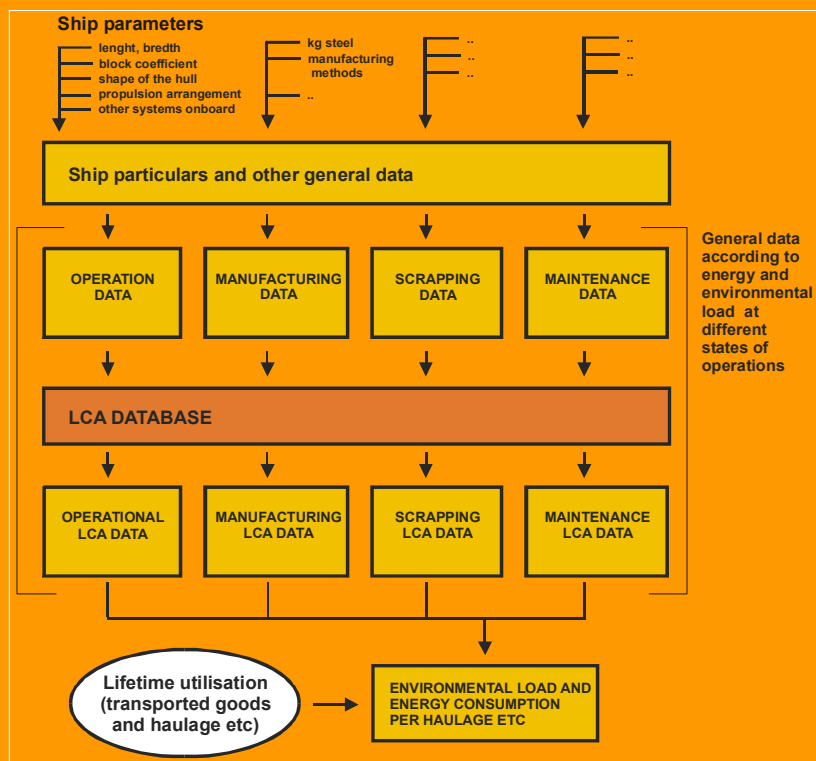 Ship parameters
lenght, bredth
block coefficient
shape of the hull
propulsion arrangement
other systems onboard
kg steel
manufacturing
methods
..
..
..
..
..
..
..
Ship particulars and other general data
OPERATION
DATA
MANUFACTURING
DATA
SCRAPPING
DATA
MAINTENANCE
DATA
General data
according to
energy and
environmental
load at
different
states of
operations
LCA DATABASE
OPERATIONAL
LCA DATA
MANUFACTURING
LCA DATA
SCRAPPING
LCA DATA
MAINTENANCE
LCA DATA
Lifetime utilisation
(transported goods
and haulage etc)
ENVIRONMENTAL LOAD AND
ENERGY CONSUMPTION
PER HAULAGE ETC